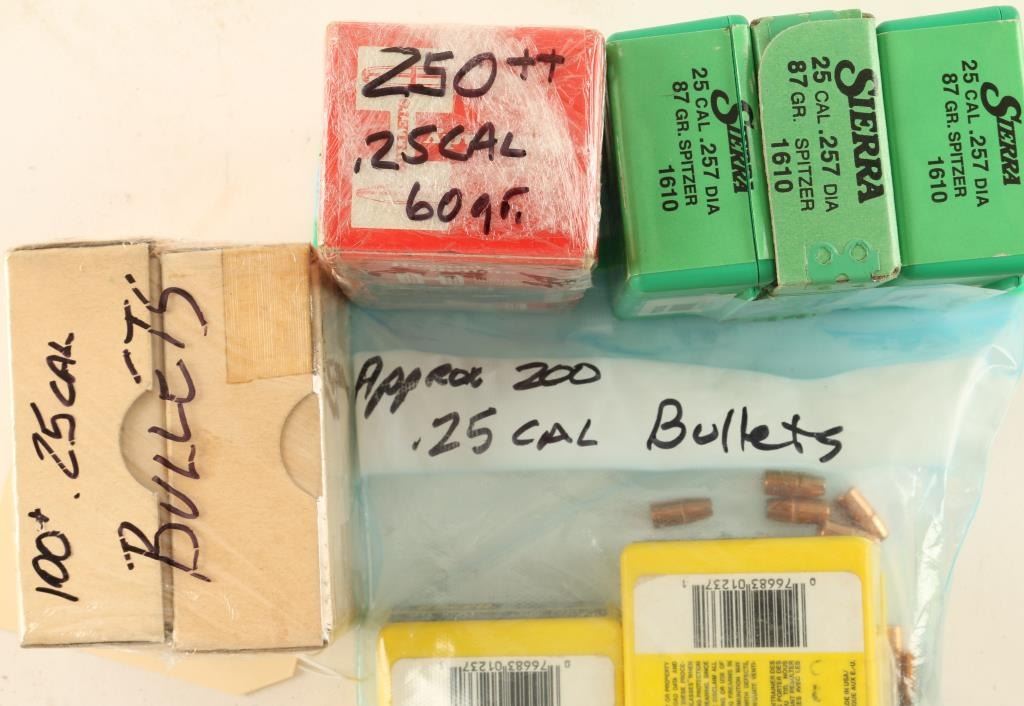 250++
.25 CAL
60 gr.
SIERRA
25 CAL .257 DIA
87 GR. SPITZER
1610
SIERRA
25 CAL .257 DIA
87 GR. SPITZER
1610
SIERRA
25 CAL .257 DIA
87 GR. SPITZER
1610
100+ .25 CAL
"BULLETS"
Approx 200
.25 CAL Bullets
0 76683 01237 1
0 76683 01237